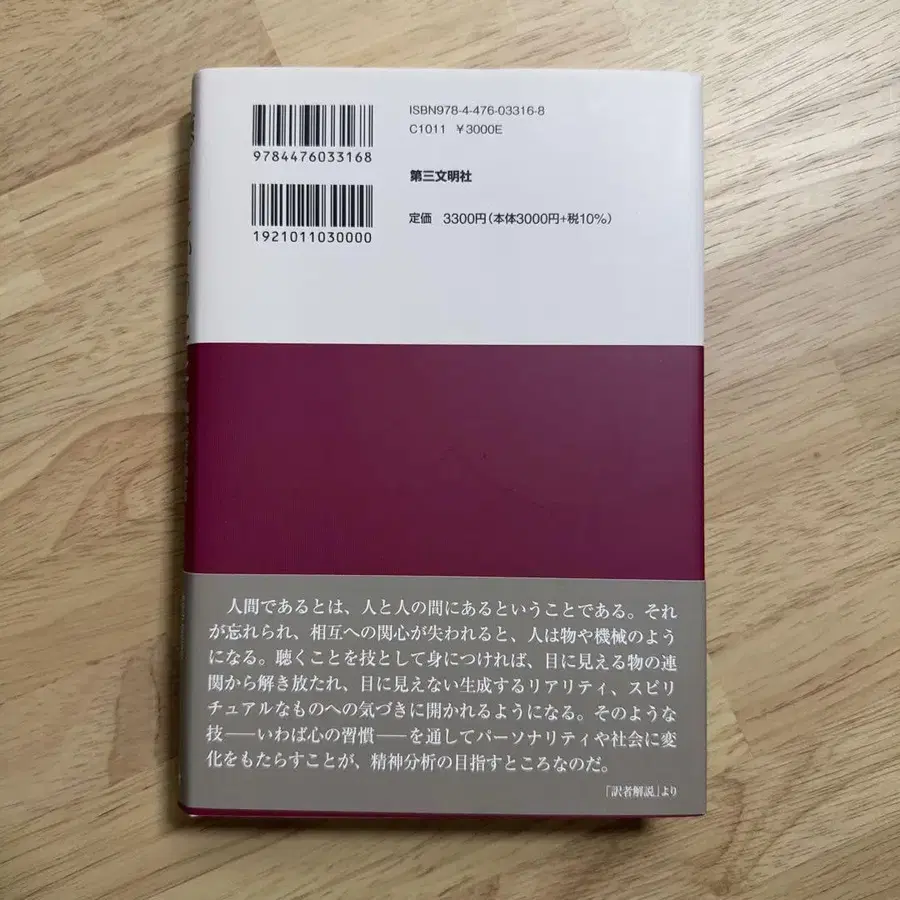 ISBN978-4-476-03316-8
C1011 ¥3000E
9784476033168
第三文明社
定価 3300円(本体3000円+税10%)
1921011030000
人間であるとは、人と人の間にあるということである。それ
が忘れられ、相互への関心が失われると、人は物や機械のよう
になる。聴くことを技として身につければ、目に見える物の連
関から解き放たれ、目に見えない生成するリアリティ、スピリ
チュアルなものへの気づきに開かれるようになる。そのような
技——いわば心の習慣——を通してパーソナリティや社会に変
化をもたらすことが、精神分析の目指すところなのだ。
「訳者解説」より